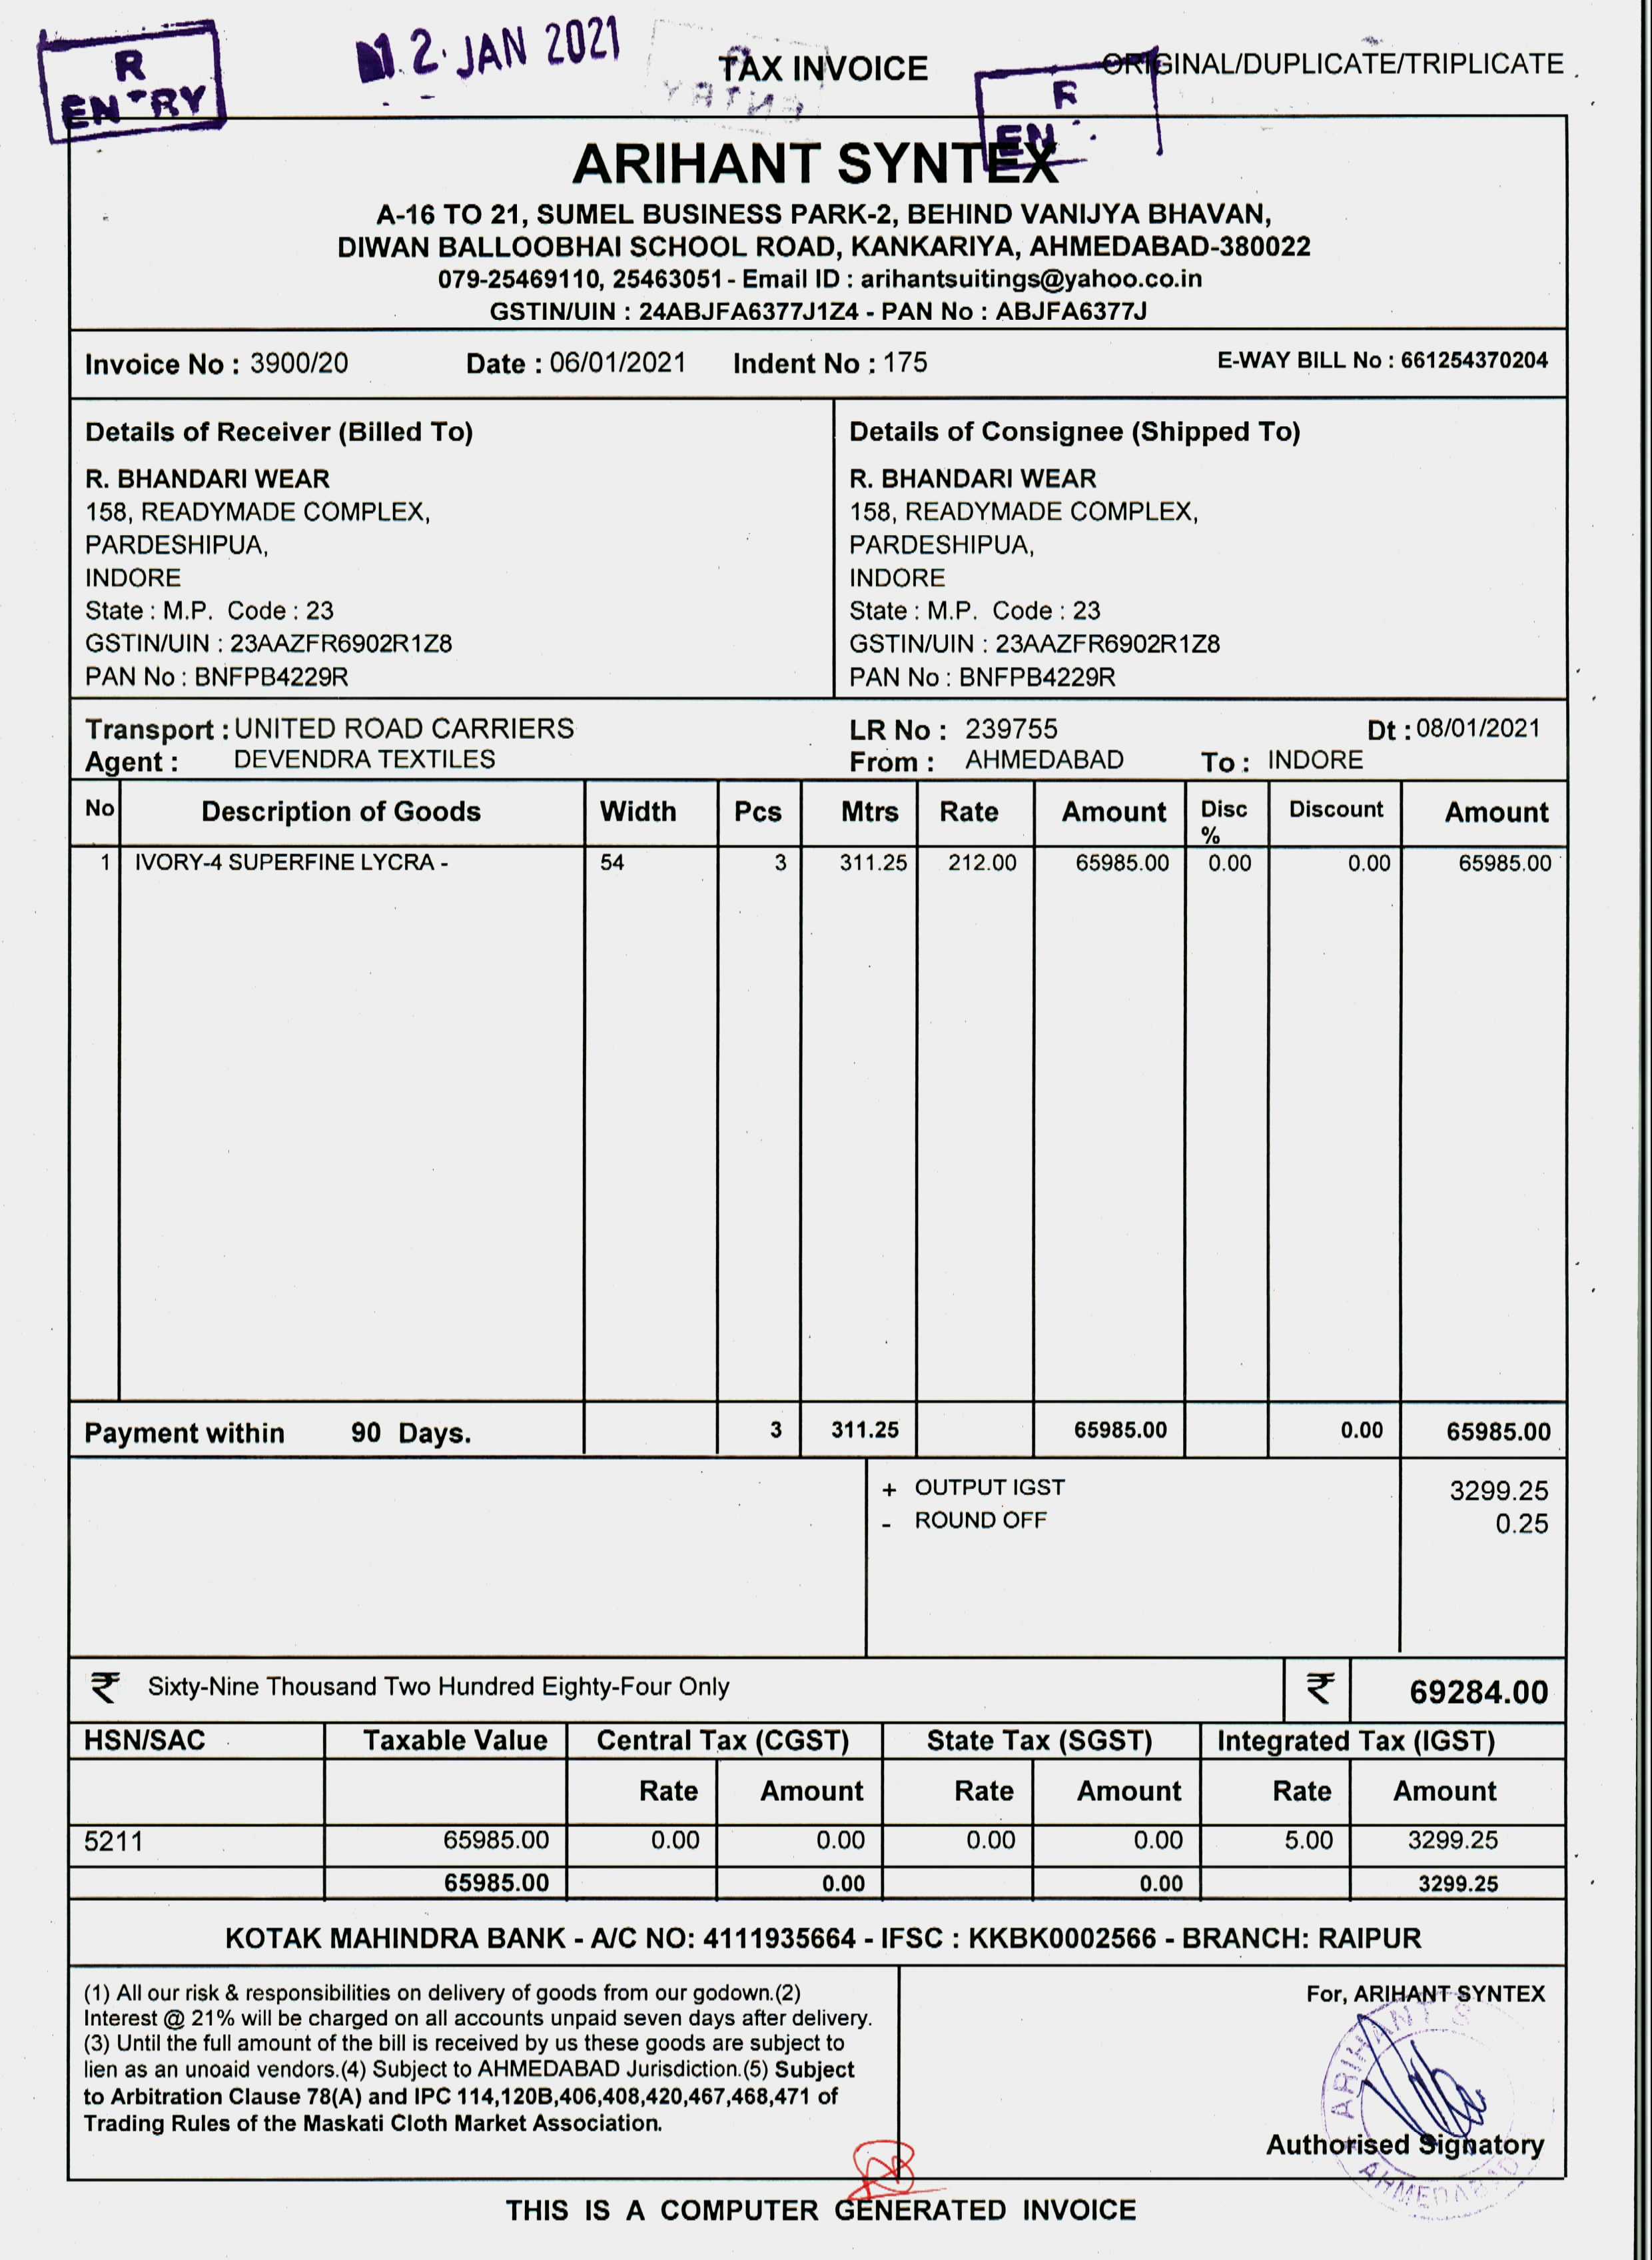 R
ENTRY
12 JAN 2021
TAX INVOICE
ORIGINAL/DUPLICATE/TRIPLICATE
R
ENTRY
R
EN
ARIHANT SYNTEX
A-16 TO 21, SUMEL BUSINESS PARK-2, BEHIND VANIJYA BHAVAN,
DIWAN BALLOOBHAI SCHOOL ROAD, KANKARIYA, AHMEDABAD-380022
079-25469110, 25463051 - Email ID : arihantsuitings@yahoo.co.in
GSTIN/UIN : 24ABJFA6377J1Z4 - PAN No : ABJFA6377J
Invoice No : 3900/20 Date : 06/01/2021 Indent No : 175 E-WAY BILL No : 661254370204
Details of Receiver (Billed To)
R. BHANDARI WEAR
158, READYMADE COMPLEX,
PARDESHIPUA,
INDORE
State : M.P. Code : 23
GSTIN/UIN : 23AAZFR6902R1Z8
PAN No : BNFPB4229R
Details of Consignee (Shipped To)
R. BHANDARI WEAR
158, READYMADE COMPLEX,
PARDESHIPUA,
INDORE
State : M.P. Code : 23
GSTIN/UIN : 23AAZFR6902R1Z8
PAN No : BNFPB4229R
Transport : UNITED ROAD CARRIERS LR No : 239755 Dt : 08/01/2021
Agent : DEVENDRA TEXTILES From : AHMEDABAD To : INDORE
No Description of Goods Width Pcs Mtrs Rate Amount Disc % Discount Amount
1 IVORY-4 SUPERFINE LYCRA - 54 3 311.25 212.00 65985.00 0.00 0.00 65985.00
Payment within 90 Days. 3 311.25 65985.00 0.00 65985.00
+ OUTPUT IGST 3299.25
- ROUND OFF 0.25
₹ Sixty-Nine Thousand Two Hundred Eighty-Four Only ₹ 69284.00
HSN/SAC Taxable Value Central Tax (CGST) State Tax (SGST) Integrated Tax (IGST)
Rate Amount Rate Amount Rate Amount
5211 65985.00 0.00 0.00 0.00 0.00 5.00 3299.25
65985.00 0.00 0.00 3299.25
KOTAK MAHINDRA BANK - A/C NO: 4111935664 - IFSC : KKBK0002566 - BRANCH: RAIPUR
(1) All our risk & responsibilities on delivery of goods from our godown.(2)
Interest @ 21% will be charged on all accounts unpaid seven days after delivery.
(3) Until the full amount of the bill is received by us these goods are subject to
lien as an unoaid vendors.(4) Subject to AHMEDABAD Jurisdiction.(5) Subject
to Arbitration Clause 78(A) and IPC 114,120B,406,408,420,467,468,471 of
Trading Rules of the Maskati Cloth Market Association.
For, ARIHANT SYNTEX
ARIHANT S
AHMEDABAD
Authorised Signatory
THIS IS A COMPUTER GENERATED INVOICE